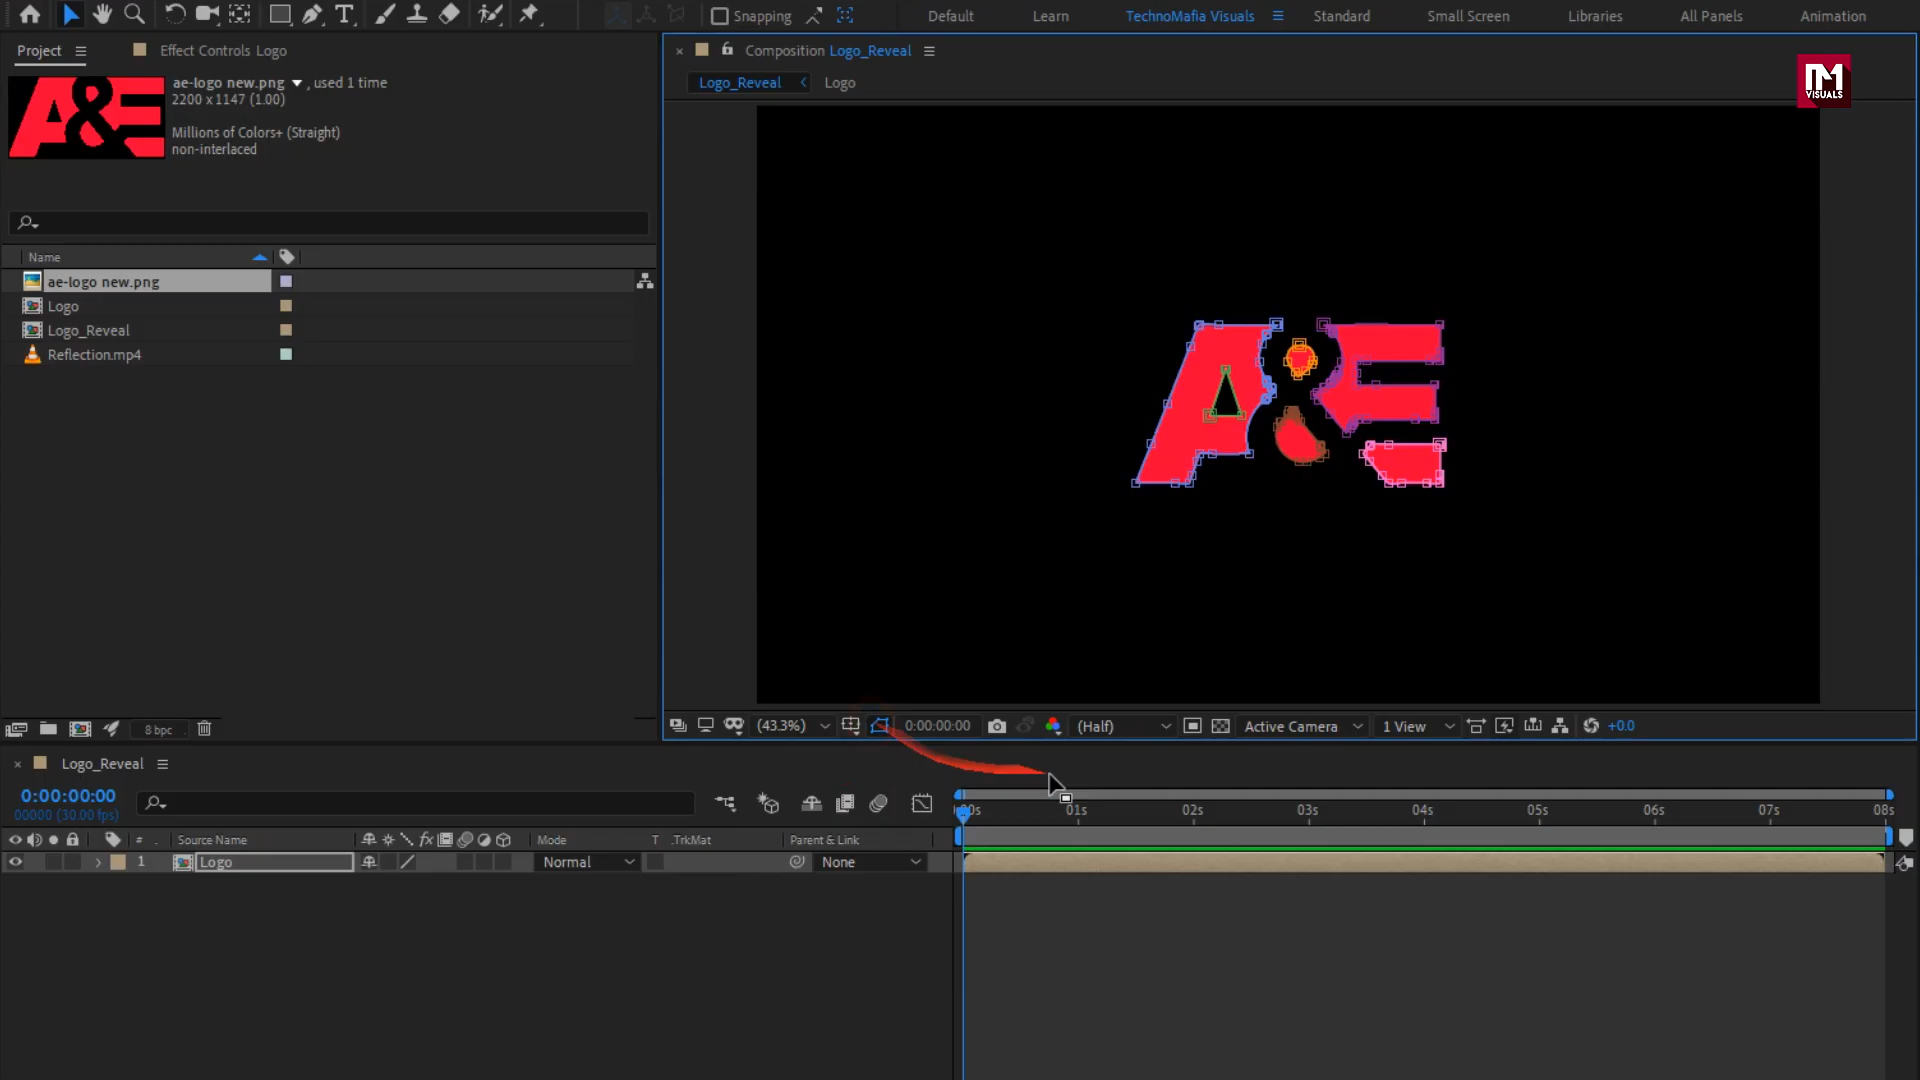 Snapping
Default
Learn
TechnoMafia Visuals
Standard
Small Screen
Libraries
All Panels
Animation
Project
Effect Controls Logo
Composition Logo_Reveal
ae-logo new.png , used 1 time
2200 x 1147 (1.00)
Millions of Colors+ (Straight)
non-interlaced
A&E
Logo_Reveal
Logo
VISUALS
Name
ae-logo new.png
Logo
Logo_Reveal
Reflection.mp4
8 bpc
(43.3%)
0:00:00:00
(Half)
Active Camera
1 View
+0.0
Logo_Reveal
0:00:00:00
00000 (30.00 fps)
:00s
01s
02s
03s
04s
05s
06s
07s
08s
# . Source Name
fx
Mode
T .TrkMat
Parent & Link
1
Logo
Normal
None